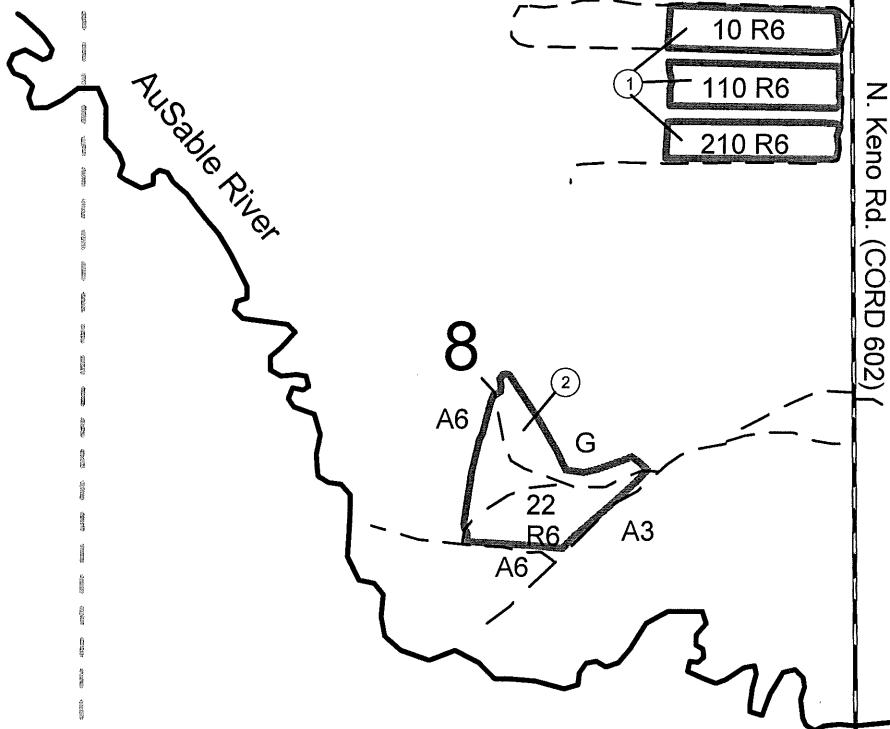 10 R6
1
110 R6
210 R6
N. Keno Rd. (CORD 602)
AuSable River
8
2
A6
G
22
R6
A3
A6